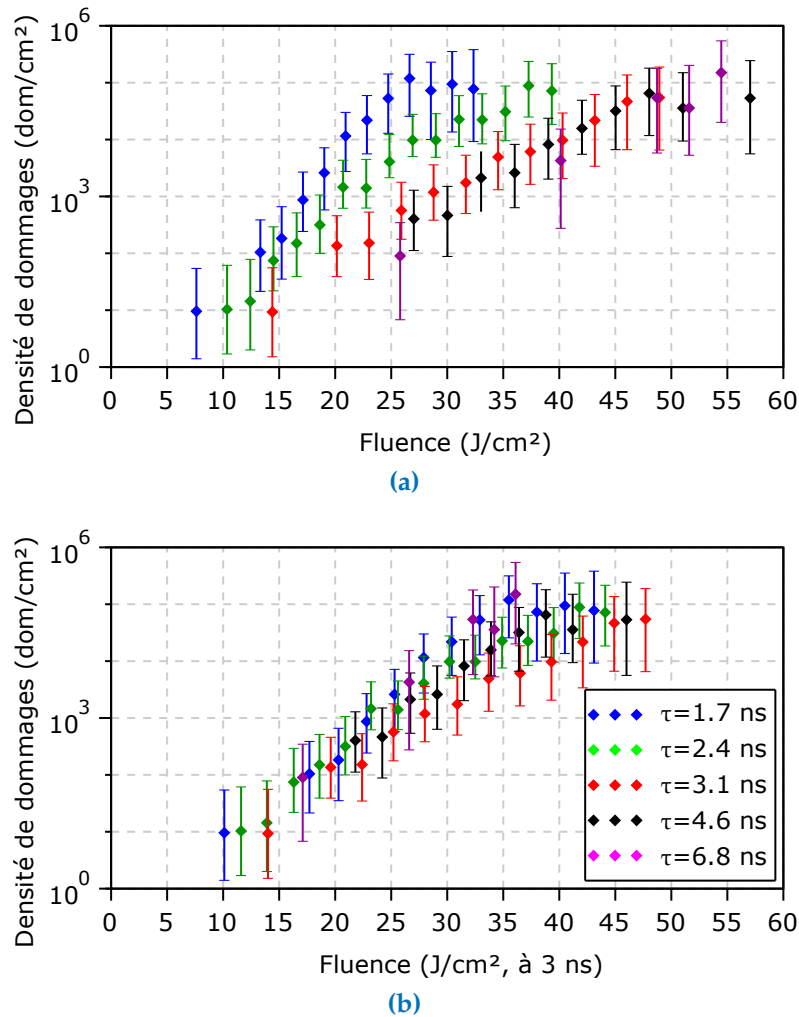 Densité de dommages (dom/cm²)
10⁶
10³
10⁰
0 5 10 15 20 25 30 35 40 45 50 55 60
Fluence (J/cm²)
(a)
Densité de dommages (dom/cm²)
10⁶
10³
10⁰
τ=1.7 ns
τ=2.4 ns
τ=3.1 ns
τ=4.6 ns
τ=6.8 ns
0 5 10 15 20 25 30 35 40 45 50 55 60
Fluence (J/cm², à 3 ns)
(b)